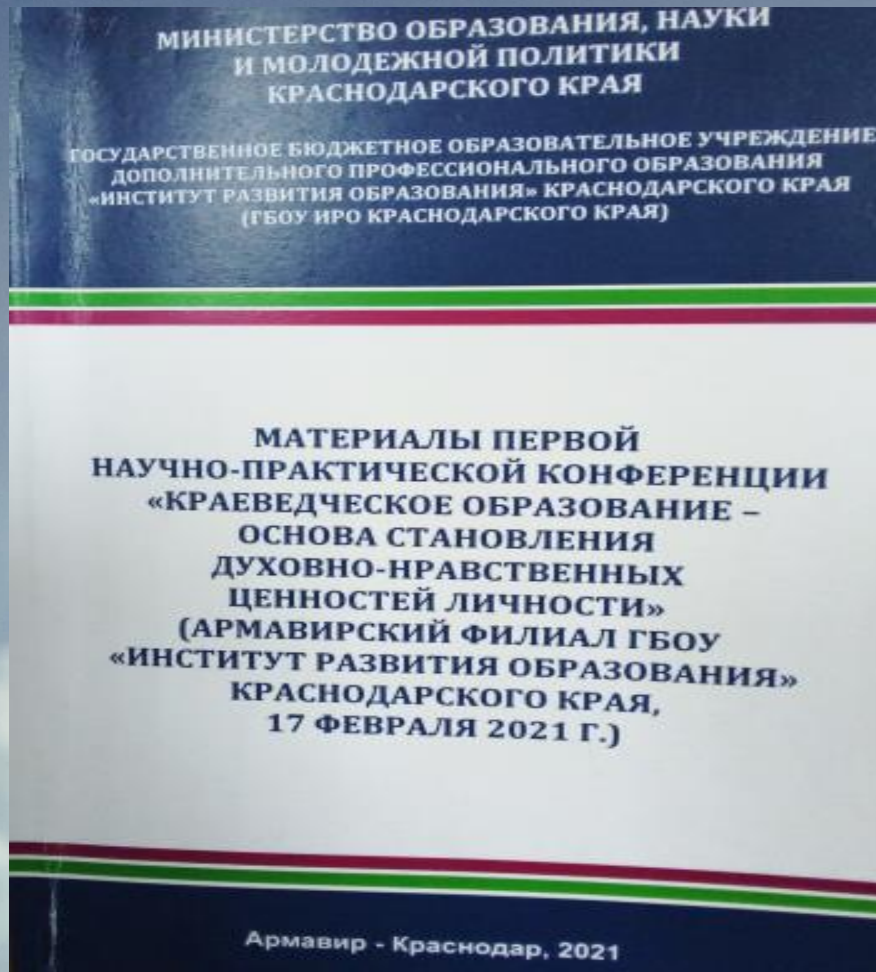 МИНИСТЕРСТВО ОБРАЗОВАНИЯ, НАУКИ
И МОЛОДЕЖНОЙ ПОЛИТИКИ
КРАСНОДАРСКОГО КРАЯ
ГОСУДАРСТВЕННОЕ БЮДЖЕТНОЕ ОБРАЗОВАТЕЛЬНОЕ УЧРЕЖДЕНИЕ
ДОПОЛНИТЕЛЬНОГО ПРОФЕССИОНАЛЬНОГО ОБРАЗОВАНИЯ
«ИНСТИТУТ РАЗВИТИЯ ОБРАЗОВАНИЯ» КРАСНОДАРСКОГО КРАЯ
(ГБОУ ИРО КРАСНОДАРСКОГО КРАЯ)
МАТЕРИАЛЫ ПЕРВОЙ
НАУЧНО-ПРАКТИЧЕСКОЙ КОНФЕРЕНЦИИ
«КРАЕВЕДЧЕСКОЕ ОБРАЗОВАНИЕ –
ОСНОВА СТАНОВЛЕНИЯ
ДУХОВНО-НРАВСТВЕННЫХ
ЦЕННОСТЕЙ ЛИЧНОСТИ»
(АРМАВИРСКИЙ ФИЛИАЛ ГБОУ
«ИНСТИТУТ РАЗВИТИЯ ОБРАЗОВАНИЯ»
КРАСНОДАРСКОГО КРАЯ,
17 ФЕВРАЛЯ 2021 Г.)
Армавир - Краснодар, 2021